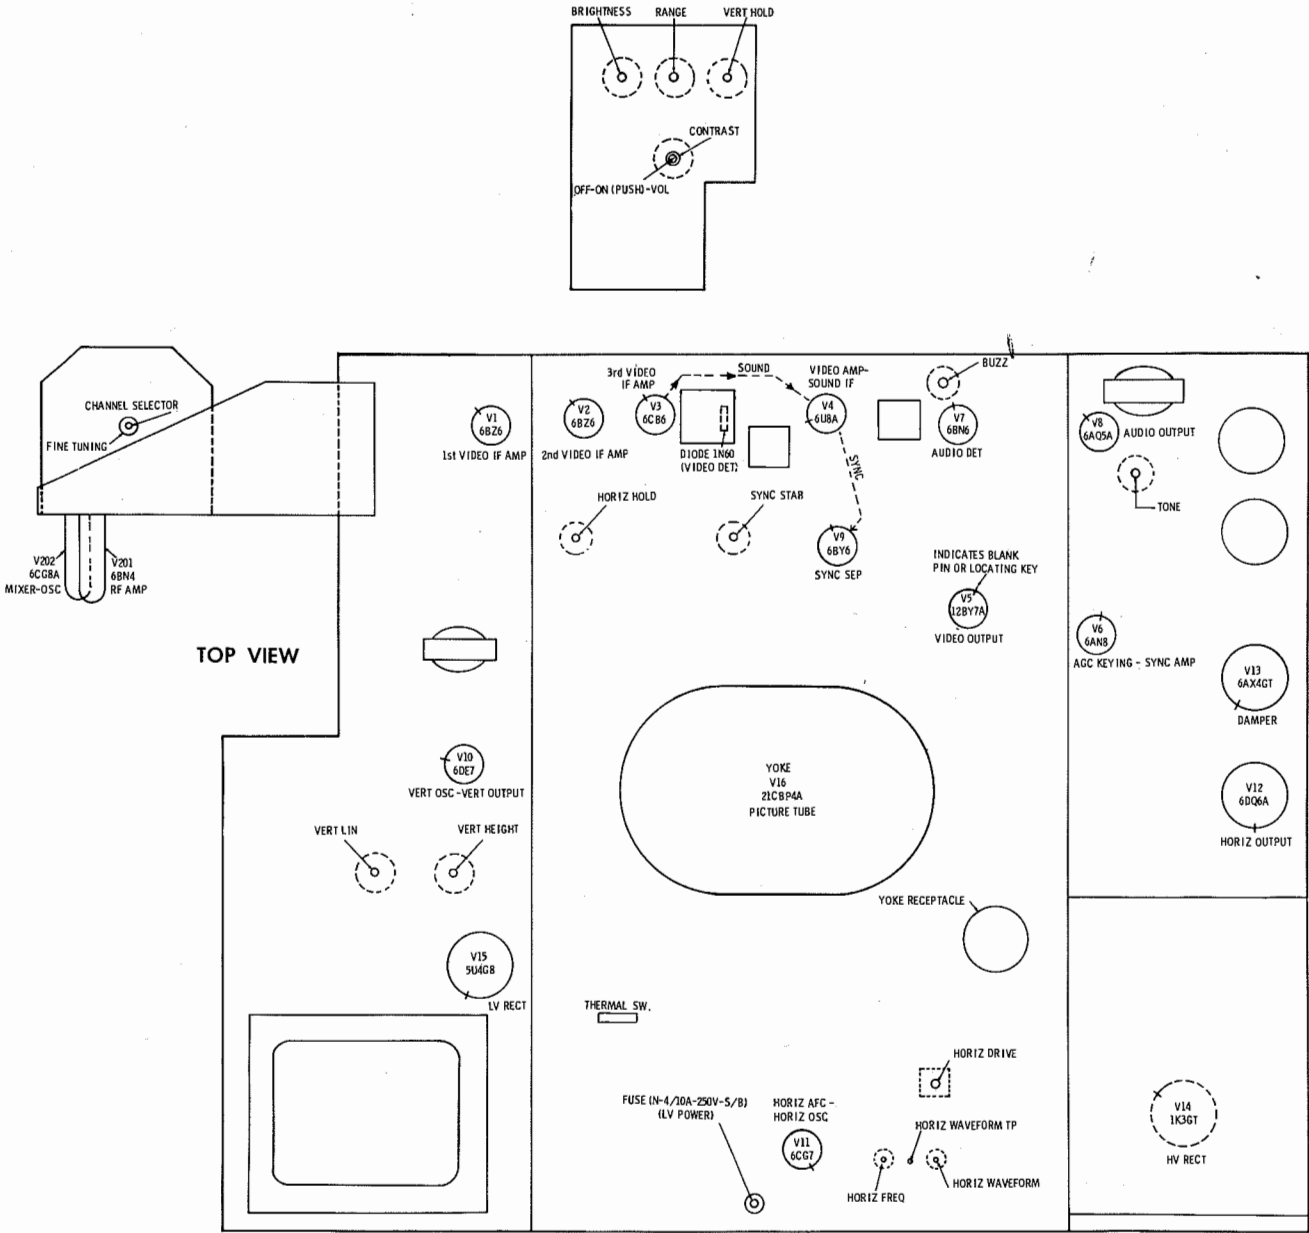 BRIGHTNESS RANGE VERT HOLD
CONTRAST
OFF-ON (PUSH)-VOL
CHANNEL SELECTOR
FINE TUNING
V202
6CG8A
MIXER-OSC
V201
6BN4
RF AMP
TOP VIEW
V1
6BZ6
1st VIDEO IF AMP
V2
6BZ6
2nd VIDEO IF AMP
3rd VIDEO
IF AMP
V3
6CB6
SOUND
DIODE 1N60
(VIDEO DET)
VIDEO AMP-
SOUND IF
V4
6U8A
SYNC
BUZZ
V7
6BN6
AUDIO DET
V8
6AQ5A
AUDIO OUTPUT
TONE
HORIZ HOLD
SYNC STAB
V9
6BY6
SYNC SEP
INDICATES BLANK
PIN OR LOCATING KEY
V5
12BY7A
VIDEO OUTPUT
V6
6AN8
AGC KEYING - SYNC AMP
V13
6AX4GT
DAMPER
V10
6DE7
VERT OSC-VERT OUTPUT
YOKE
V16
21CBP4A
PICTURE TUBE
V12
6DQ6A
HORIZ OUTPUT
VERT LIN
VERT HEIGHT
YOKE RECEPTACLE
V15
5U4GB
LV RECT
THERMAL SW.
HORIZ DRIVE
FUSE (N-4/10A-250V-S/B)
(LV POWER)
HORIZ AFC -
HORIZ OSC
V11
6CG7
HORIZ WAVEFORM TP
HORIZ FREQ
HORIZ WAVEFORM
V14
1K3GT
HV RECT